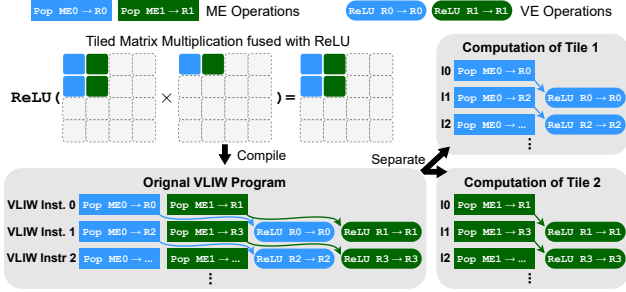 Pop ME0 → R0 Pop ME1 → R1 ME Operations ReLU R0 → R0 ReLU R1 → R1 VE Operations
Tiled Matrix Multiplication fused with ReLU
ReLU( × )=
Compile
Separate
Orignal VLIW Program
VLIW Inst. 0 Pop ME0 → R0 Pop ME1 → R1
VLIW Inst. 1 Pop ME0 → R2 Pop ME1 → R3 ReLU R0 → R0 ReLU R1 → R1
VLIW Instr 2 Pop ME0 → ... Pop ME1 → ... ReLU R2 → R2 ReLU R3 → R3
⋮
Computation of Tile 1
I0 Pop ME0 → R0
I1 Pop ME0 → R2 ReLU R0 → R0
I2 Pop ME0 → ... ReLU R2 → R2
⋮
Computation of Tile 2
I0 Pop ME1 → R1
I1 Pop ME1 → R3 ReLU R1 → R1
I2 Pop ME1 → ... ReLU R3 → R3
⋮